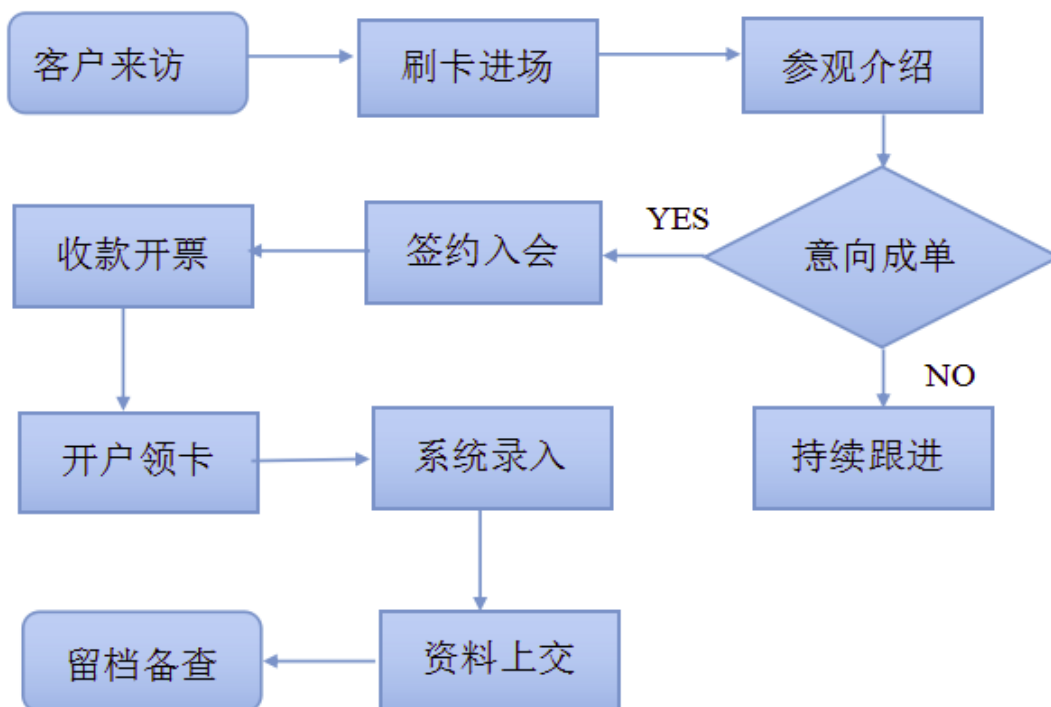 客户来访
刷卡进场
参观介绍
意向成单
YES
签约入会
收款开票
NO
持续跟进
开户领卡
系统录入
资料上交
留档备查